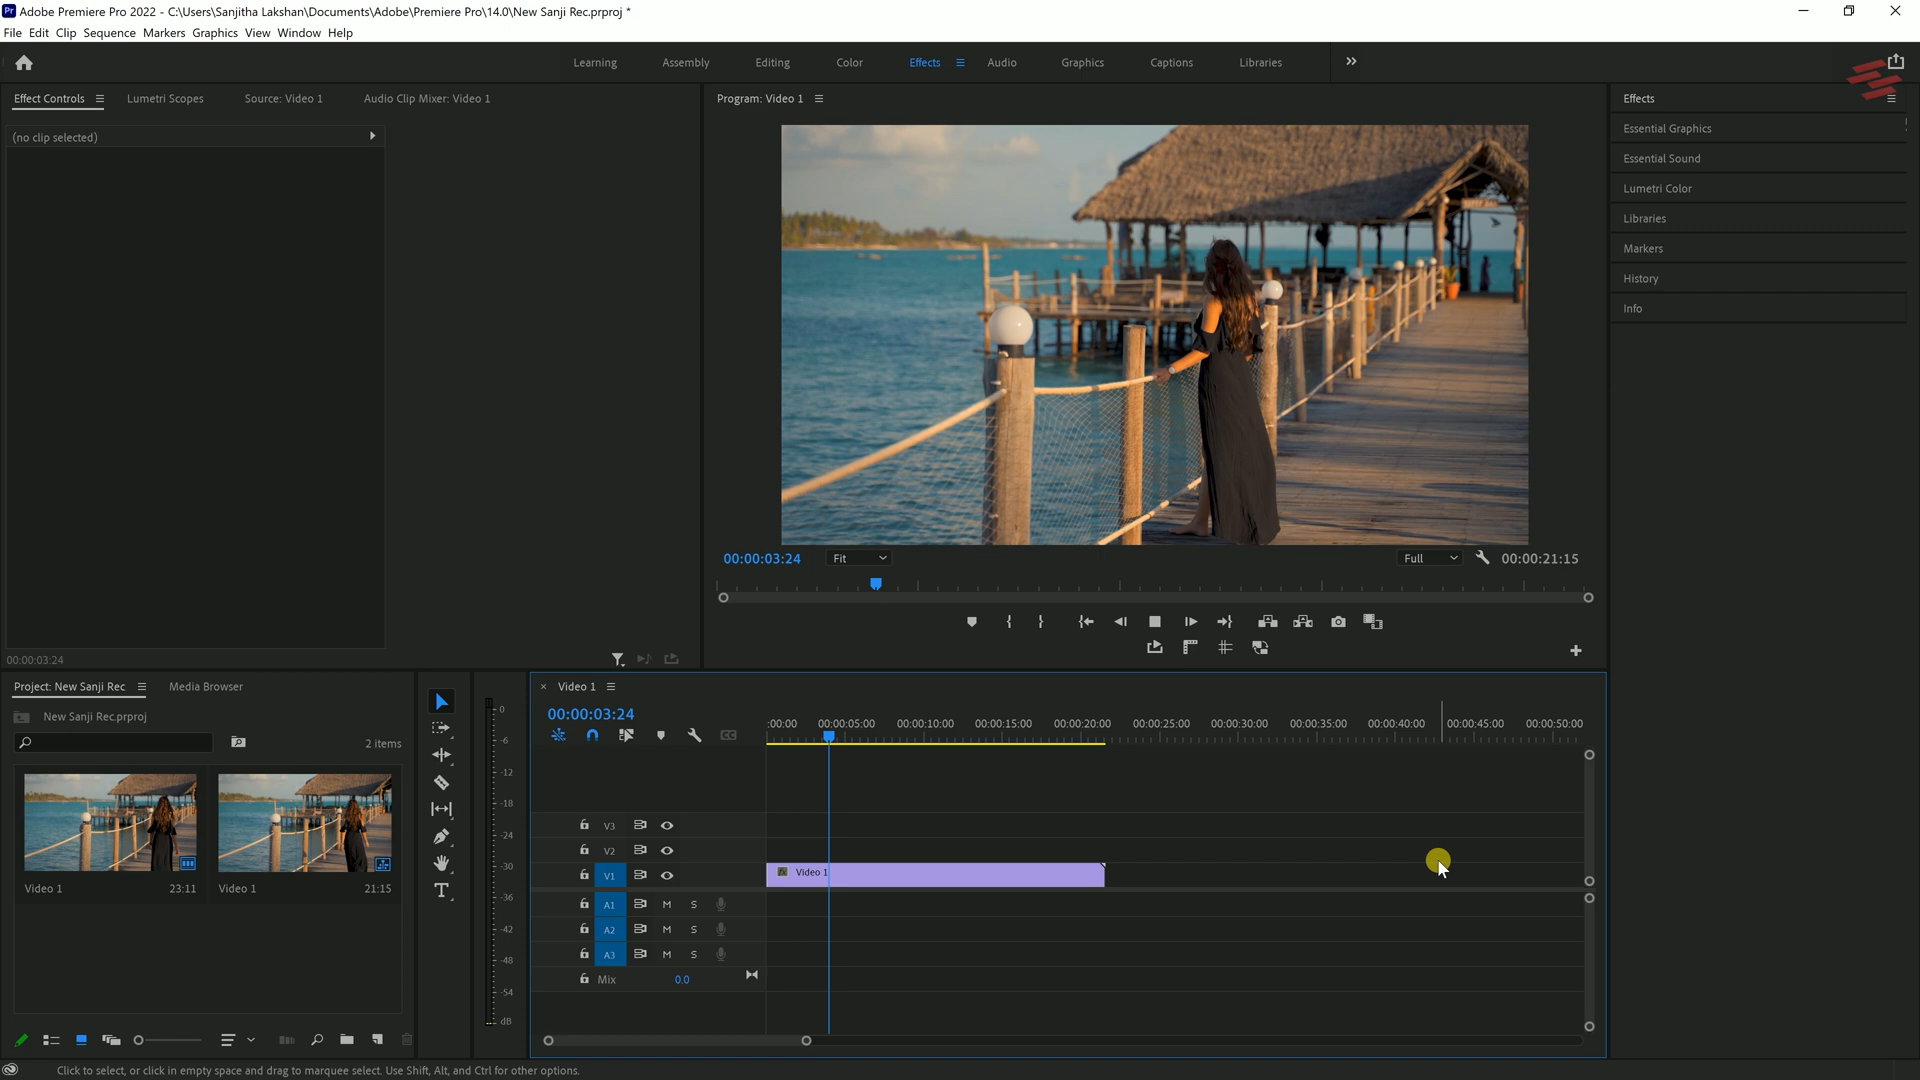 Adobe Premiere Pro 2022 - C:\Users\Sanjitha Lakshan\Documents\Adobe\Premiere Pro\14.0\New Sanji Rec.prproj *
File Edit Clip Sequence Markers Graphics View Window Help
Learning Assembly Editing Color Effects Audio Graphics Captions Libraries
Effect Controls Lumetri Scopes Source: Video 1 Audio Clip Mixer: Video 1
(no clip selected)
00:00:03:24
Program: Video 1
00:00:03:24 Fit Full 00:00:21:15
Effects
Essential Graphics
Essential Sound
Lumetri Color
Libraries
Markers
History
Info
Project: New Sanji Rec Media Browser
New Sanji Rec.prproj
2 items
Video 1 23:11 Video 1 21:15
0
-6
-12
-18
-24
-30
-36
-42
-48
-54
dB
× Video 1
00:00:03:24
:00:00 00:00:05:00 00:00:10:00 00:00:15:00 00:00:20:00 00:00:25:00 00:00:30:00 00:00:35:00 00:00:40:00 00:00:45:00 00:00:50:00
V3
V2
V1 Video 1
A1 M S
A2 M S
A3 M S
Mix 0.0
Click to select, or click in empty space and drag to marquee select. Use Shift, Alt, and Ctrl for other options.